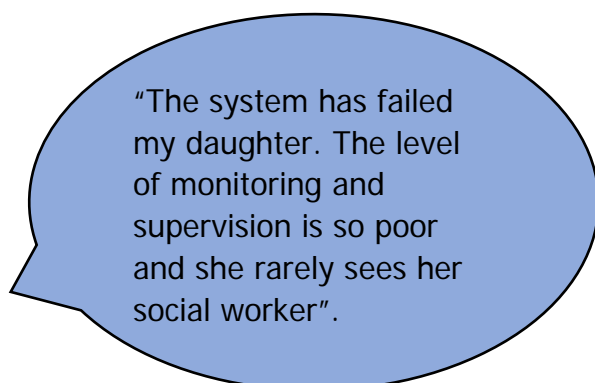 “The system has failed
my daughter. The level
of monitoring and
supervision is so poor
and she rarely sees her
social worker”.